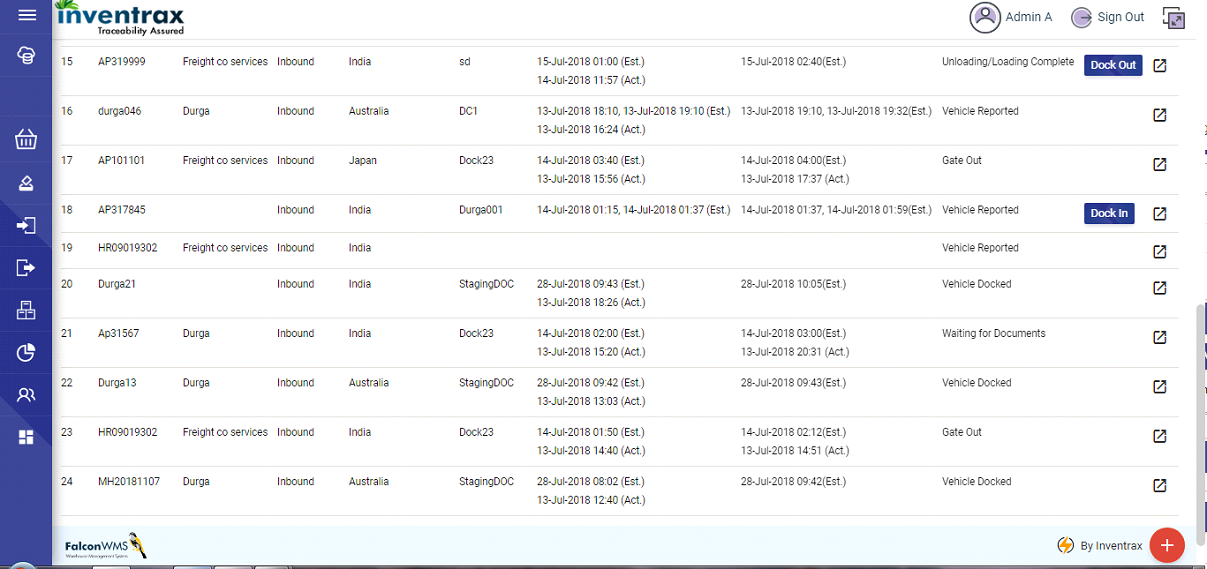 inventrax
Traceability Assured
Admin A
Sign Out
15 AP319999 Freight co services Inbound India sd 15-Jul-2018 01:00 (Est.) 15-Jul-2018 02:40(Est.) Unloading/Loading Complete Dock Out
14-Jul-2018 11:57 (Act.)
16 durga046 Durga Inbound Australia DC1 13-Jul-2018 18:10, 13-Jul-2018 19:10 (Est.) 13-Jul-2018 19:10, 13-Jul-2018 19:32(Est.) Vehicle Reported
13-Jul-2018 16:24 (Act.)
17 AP101101 Freight co services Inbound Japan Dock23 14-Jul-2018 03:40 (Est.) 14-Jul-2018 04:00(Est.) Gate Out
13-Jul-2018 15:56 (Act.) 13-Jul-2018 17:37 (Act.)
18 AP317845 Inbound India Durga001 14-Jul-2018 01:15, 14-Jul-2018 01:37 (Est.) 14-Jul-2018 01:37, 14-Jul-2018 01:59(Est.) Vehicle Reported Dock In
19 HR09019302 Freight co services Inbound India Vehicle Reported
20 Durga21 Inbound India StagingDOC 28-Jul-2018 09:43 (Est.) 28-Jul-2018 10:05(Est.) Vehicle Docked
13-Jul-2018 18:26 (Act.)
21 Ap31567 Durga Inbound India Dock23 14-Jul-2018 02:00 (Est.) 14-Jul-2018 03:00(Est.) Waiting for Documents
13-Jul-2018 15:20 (Act.) 13-Jul-2018 20:31 (Act.)
22 Durga13 Durga Inbound Australia StagingDOC 28-Jul-2018 09:42 (Est.) 28-Jul-2018 09:43(Est.) Vehicle Docked
13-Jul-2018 13:03 (Act.)
23 HR09019302 Freight co services Inbound India Dock23 14-Jul-2018 01:50 (Est.) 14-Jul-2018 02:12(Est.) Gate Out
13-Jul-2018 14:40 (Act.) 13-Jul-2018 14:51 (Act.)
24 MH20181107 Durga Inbound Australia StagingDOC 28-Jul-2018 08:02 (Est.) 28-Jul-2018 09:42(Est.) Vehicle Docked
13-Jul-2018 12:40 (Act.)
FalconWMS
Warehouse Management System
By Inventrax
+